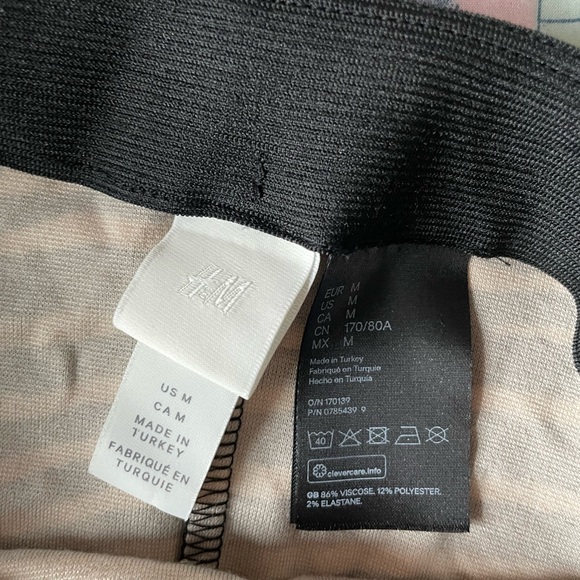 H&M
US M
CA M
MADE IN
TURKEY
FABRIQUÉ EN
TURQUIE
EUR M
US M
CA M
CN 170/80A
MX M
Made in Turkey
Fabriqué en Turquie
Hecho en Turquía
O/N 170139
P/N 0785439 9
40
clevercare.info
GB 86% VISCOSE. 12% POLYESTER.
2% ELASTANE.